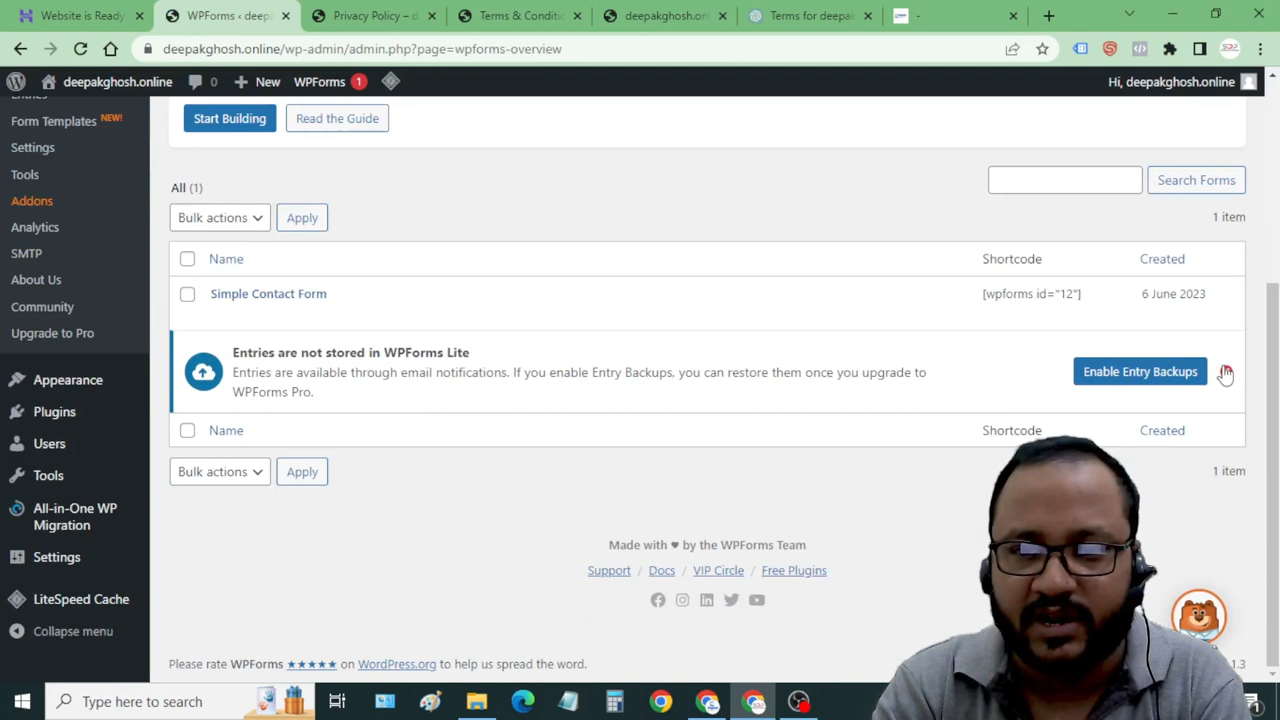 Website is Ready
WPForms ‹ deepa
Privacy Policy – d
Terms & Conditic
deepakghosh.onl
Terms for deepak
-
deepakghosh.online/wp-admin/admin.php?page=wpforms-overview
deepakghosh.online
0
New
WPForms 1
Hi, deepakghosh.online
Entries
Form Templates NEW!
Settings
Tools
Addons
Analytics
SMTP
About Us
Community
Upgrade to Pro
Appearance
Plugins
Users
Tools
All-in-One WP
Migration
Settings
LiteSpeed Cache
Collapse menu
Start Building
Read the Guide
All (1)
Search Forms
Bulk actions
Apply
1 item
Name
Shortcode
Created
Simple Contact Form
[wpforms id="12"]
6 June 2023
Entries are not stored in WPForms Lite
Entries are available through email notifications. If you enable Entry Backups, you can restore them once you upgrade to
WPForms Pro.
Enable Entry Backups
Name
Shortcode
Created
Bulk actions
Apply
1 item
Made with ♥ by the WPForms Team
Support / Docs / VIP Circle / Free Plugins
Please rate WPForms ★★★★★ on WordPress.org to help us spread the word.
1.3
Type here to search
1